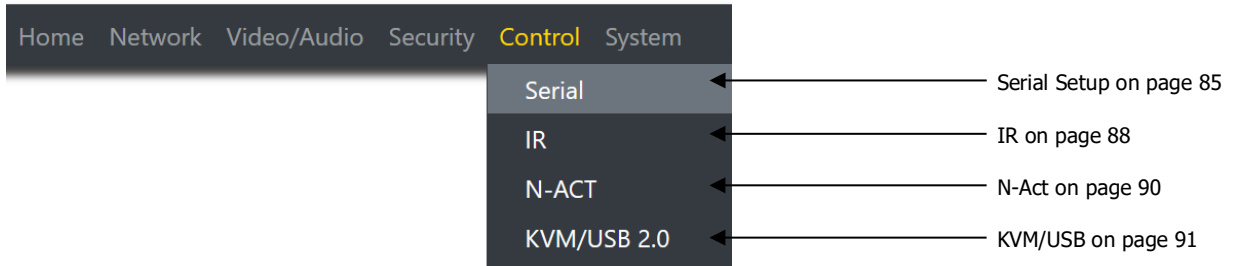 Home Network Video/Audio Security Control System
Serial Serial Setup on page 85
IR IR on page 88
N-ACT N-Act on page 90
KVM/USB 2.0 KVM/USB on page 91